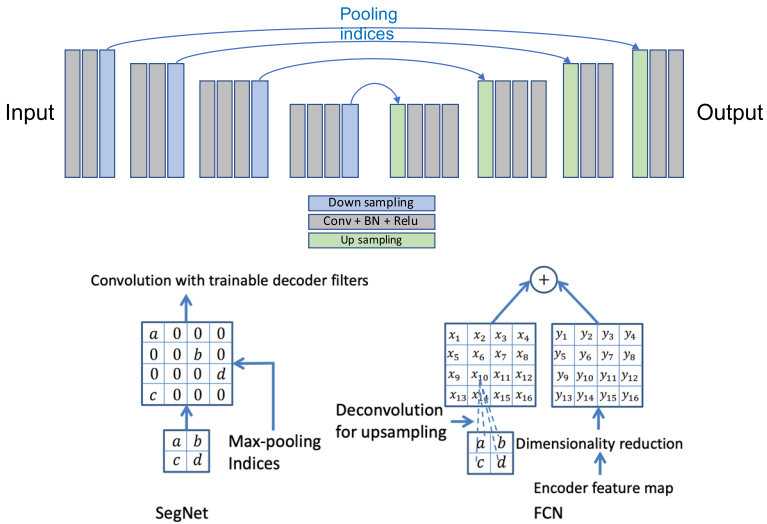 Pooling
indices
Input
Output
Down sampling
Conv + BN + Relu
Up sampling
Convolution with trainable decoder filters
+
a 0 0 0
0 0 b 0
0 0 0 d
c 0 0 0
x1 x2 x3 x4
x5 x6 x7 x8
x9 x10 x11 x12
x13 x14 x15 x16
y1 y2 y3 y4
y5 y6 y7 y8
y9 y10 y11 y12
y13 y14 y15 y16
a b
c d
Max-pooling
Indices
Deconvolution
for upsampling
a b
c d
Dimensionality reduction
Encoder feature map
SegNet
FCN